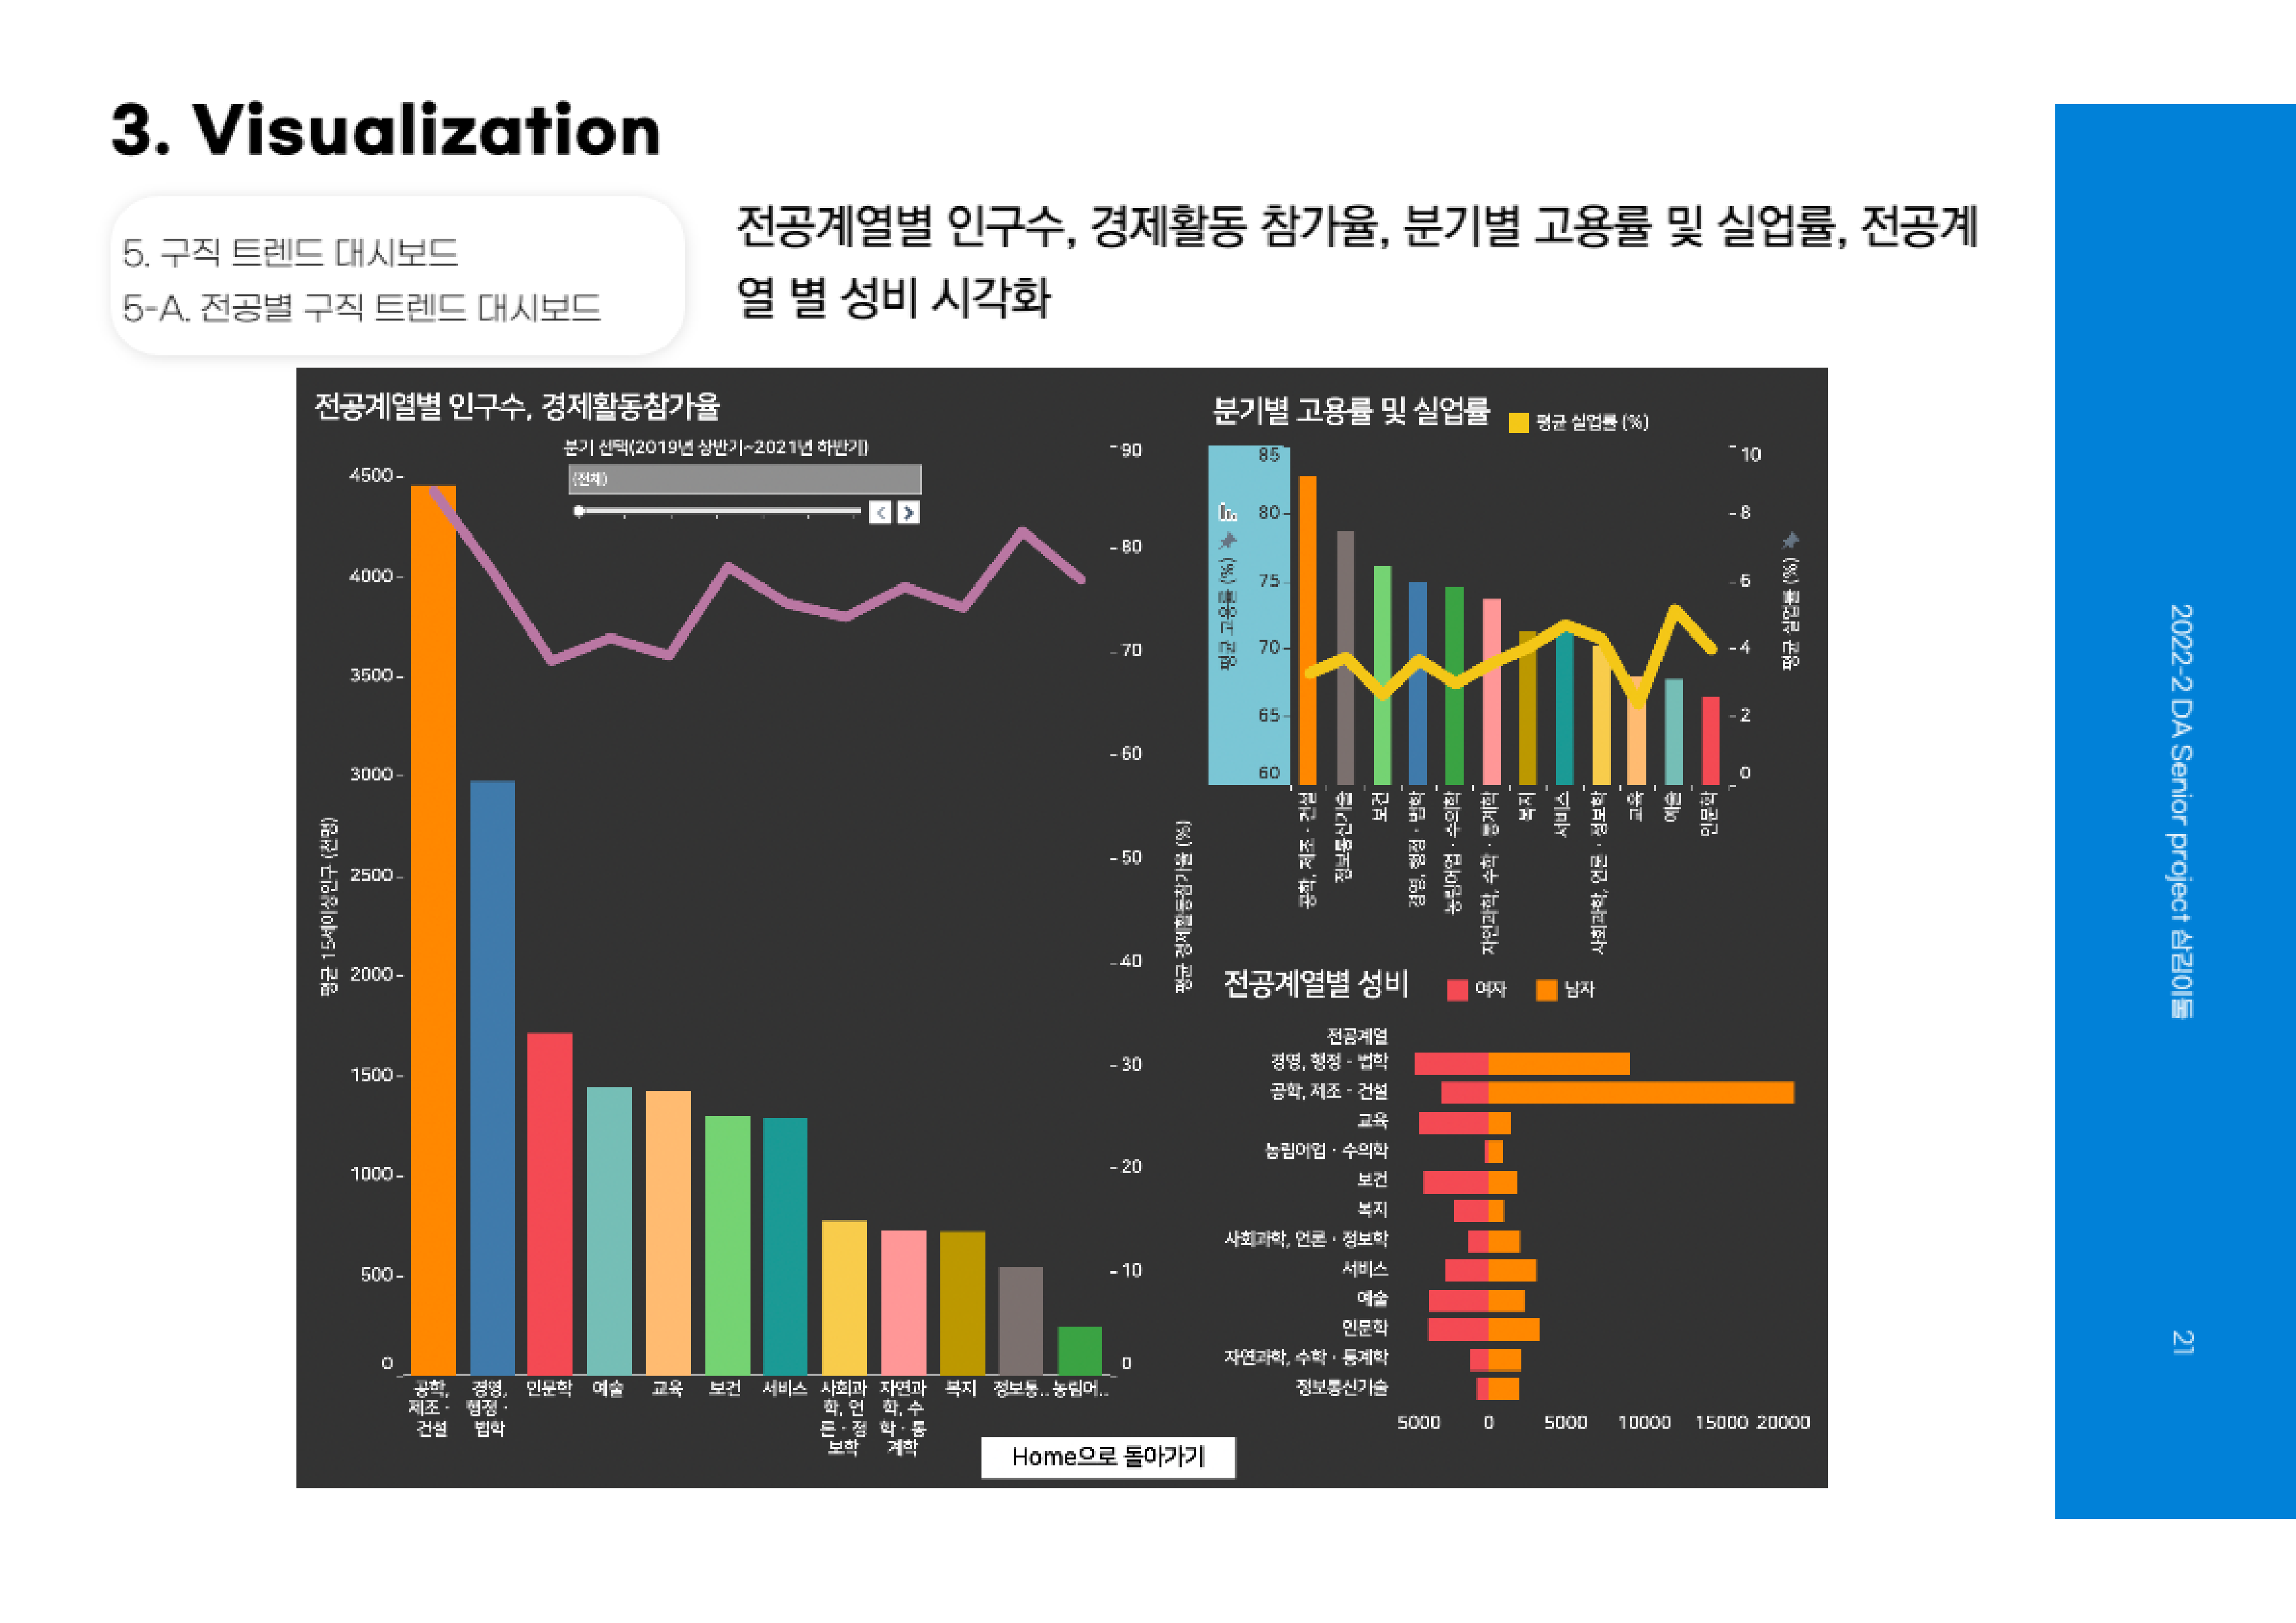 3. Visualization
5. 구직 트렌드 대시보드
5-A. 전공별 구직 트렌드 대시보드
전공계열별 인구수, 경제활동 참가율, 분기별 고용률 및 실업률, 전공계
열 별 성비 시각화
전공계열별 인구수, 경제활동참가율
분기 선택(2019년 상반기~2021년 하반기)
(전체)
평균 15세이상인구 (천명)
4500
4000
3500
3000
2500
2000
1500
1000
500
0
90
80
70
60
50
40
30
20
10
0
평균 경제활동참가율 (%)
공학,
제조 ·
건설
경영,
행정 ·
법학
인문학
예술
교육
보건
서비스
사회과
학, 언
론 · 정
보학
자연과
학, 수
학 · 통
계학
복지
정보통..
농림어..
분기별 고용률 및 실업률
평균 실업률 (%)
평균 고용률 (%)
85
80
75
70
65
60
10
8
6
4
2
0
평균 실업률 (%)
공학, 제조 · 건설
정보통신기술
보건
경영, 행정 · 법학
농림어업 · 수의학
자연과학, 수학 · 통계학
복지
서비스
사회과학, 언론 · 정보학
교육
예술
인문학
전공계열별 성비
여자
남자
전공계열
경영, 행정 · 법학
공학, 제조 · 건설
교육
농림어업 · 수의학
보건
복지
사회과학, 언론 · 정보학
서비스
예술
인문학
자연과학, 수학 · 통계학
정보통신기술
5000 0 5000 10000 15000 20000
Home으로 돌아가기
2022-2 DA Senior project 삼김이돌
21